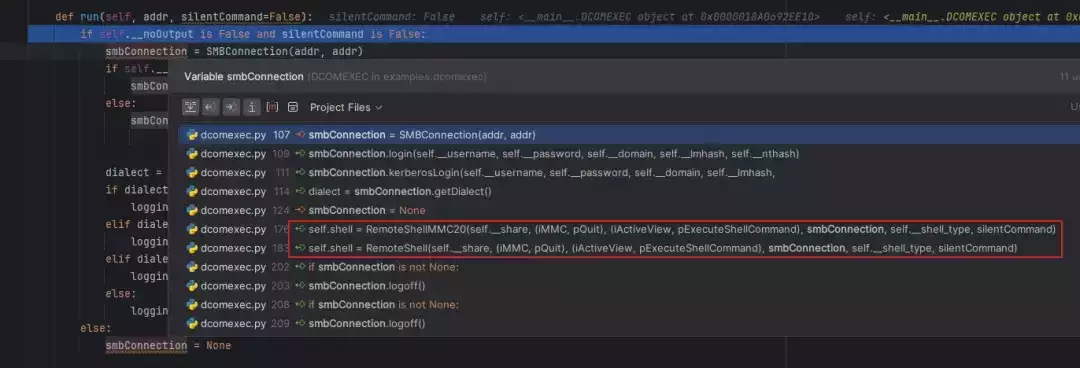 def run(self, addr, silentCommand=False): silentCommand: False self: <__main__.DCOMEXEC object at 0x0000018A0692EE10> self: <__main__.DCOMEXEC object at
if self.__noOutput is False and silentCommand is False:
smbConnection = SMBConnection(addr, addr)
if self.__
Variable smbConnection (DCOMEXEC in examples.dcomexec)
smbCon
else:
Project Files
smbCon
dcomexec.py 107 smbConnection = SMBConnection(addr, addr)
dcomexec.py 109 smbConnection.login(self.__username, self.__password, self.__domain, self.__lmhash, self.__nthash)
dcomexec.py 111 smbConnection.kerberosLogin(self.__username, self.__password, self.__domain, self.__lmhash,
dialect =
dcomexec.py 114 dialect = smbConnection.getDialect()
if dialect
dcomexec.py 124 smbConnection = None
loggin
dcomexec.py 176 self.shell = RemoteShellMMC20(self.__share, (iMMC, pQuit), (iActiveView, pExecuteShellCommand), smbConnection, self.__shell_type, silentCommand)
elif diale
dcomexec.py 183 self.shell = RemoteShell(self.__share, (iMMC, pQuit), (iActiveView, pExecuteShellCommand), smbConnection, self.__shell_type, silentCommand)
loggin
elif diale
dcomexec.py 202 if smbConnection is not None:
loggin
dcomexec.py 203 smbConnection.logoff()
else:
dcomexec.py 208 if smbConnection is not None:
loggin
dcomexec.py 209 smbConnection.logoff()
else:
smbConnection = None